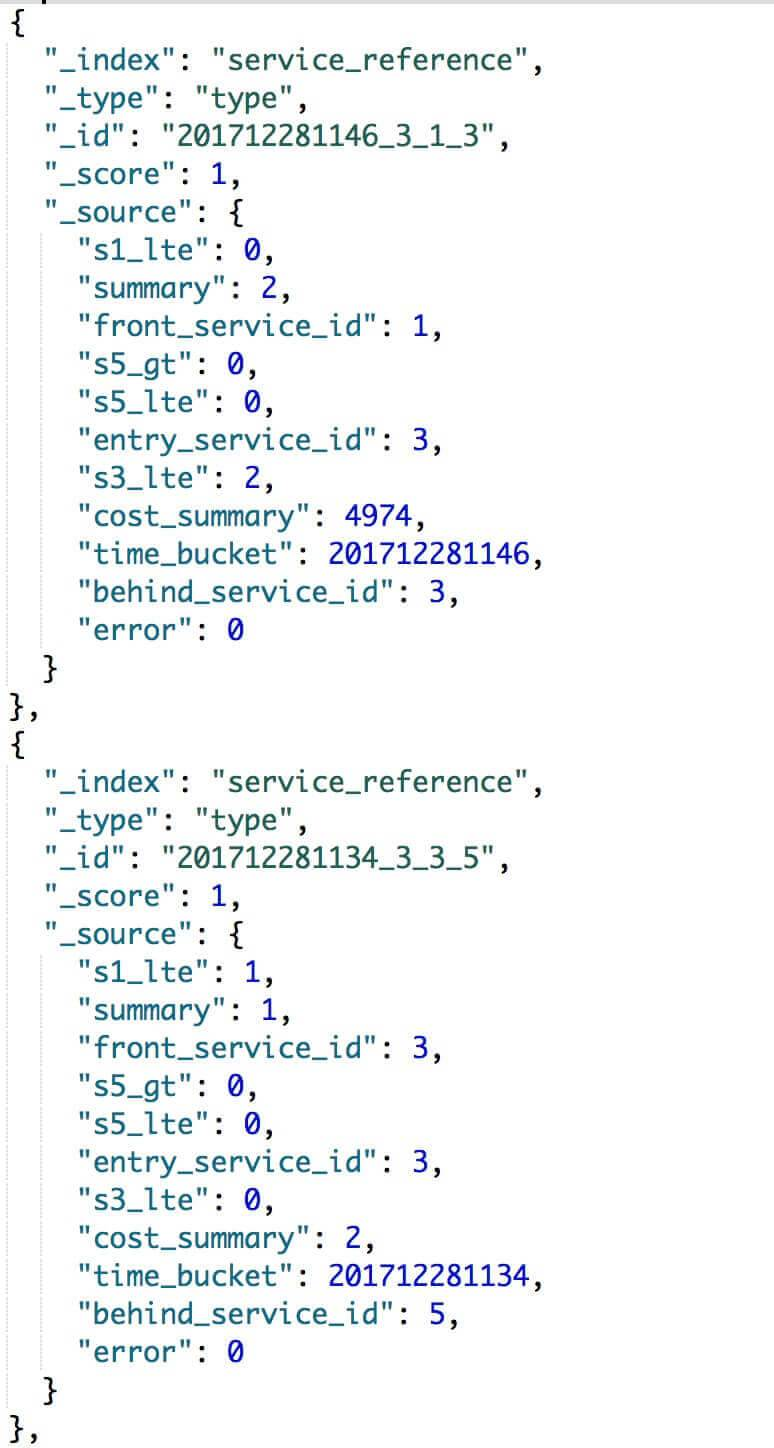 {
"_index": "service_reference",
"_type": "type",
"_id": "201712281146_3_1_3",
"_score": 1,
"_source": {
"s1_lte": 0,
"summary": 2,
"front_service_id": 1,
"s5_gt": 0,
"s5_lte": 0,
"entry_service_id": 3,
"s3_lte": 2,
"cost_summary": 4974,
"time_bucket": 201712281146,
"behind_service_id": 3,
"error": 0
}
},
{
"_index": "service_reference",
"_type": "type",
"_id": "201712281134_3_3_5",
"_score": 1,
"_source": {
"s1_lte": 1,
"summary": 1,
"front_service_id": 3,
"s5_gt": 0,
"s5_lte": 0,
"entry_service_id": 3,
"s3_lte": 0,
"cost_summary": 2,
"time_bucket": 201712281134,
"behind_service_id": 5,
"error": 0
}
},